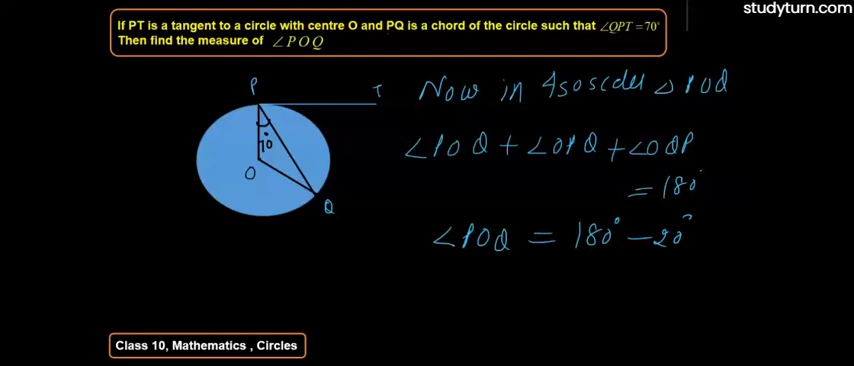 studyturn.com
If PT is a tangent to a circle with centre O and PQ is a chord of the circle such that ∠QPT = 70°
Then find the measure of ∠POQ
P
T
10°
O
Q
Now in Isosceles △POQ
∠POQ + ∠OPQ + ∠OQP
= 180°
∠POQ = 180° - 20°
Class 10, Mathematics , Circles